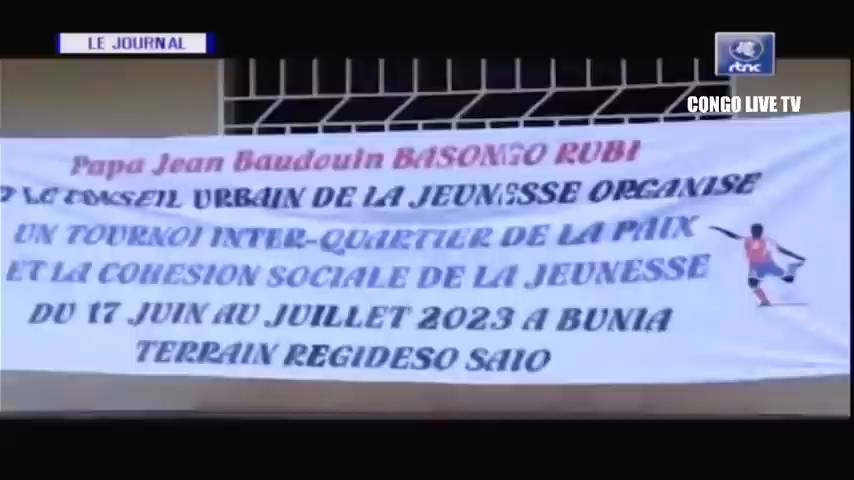 LE JOURNAL
rtnc
CONGO LIVE TV
Papa Jean Baudouin BASONGO RUBI
LE CONSEIL URBAIN DE LA JEUNESSE ORGANISE
UN TOURNOI INTER-QUARTIER DE LA PAIX
ET LA COHESION SOCIALE DE LA JEUNESSE
DU 17 JUIN AU JUILLET 2023 A BUNIA
TERRAIN REGIDESO SAIO